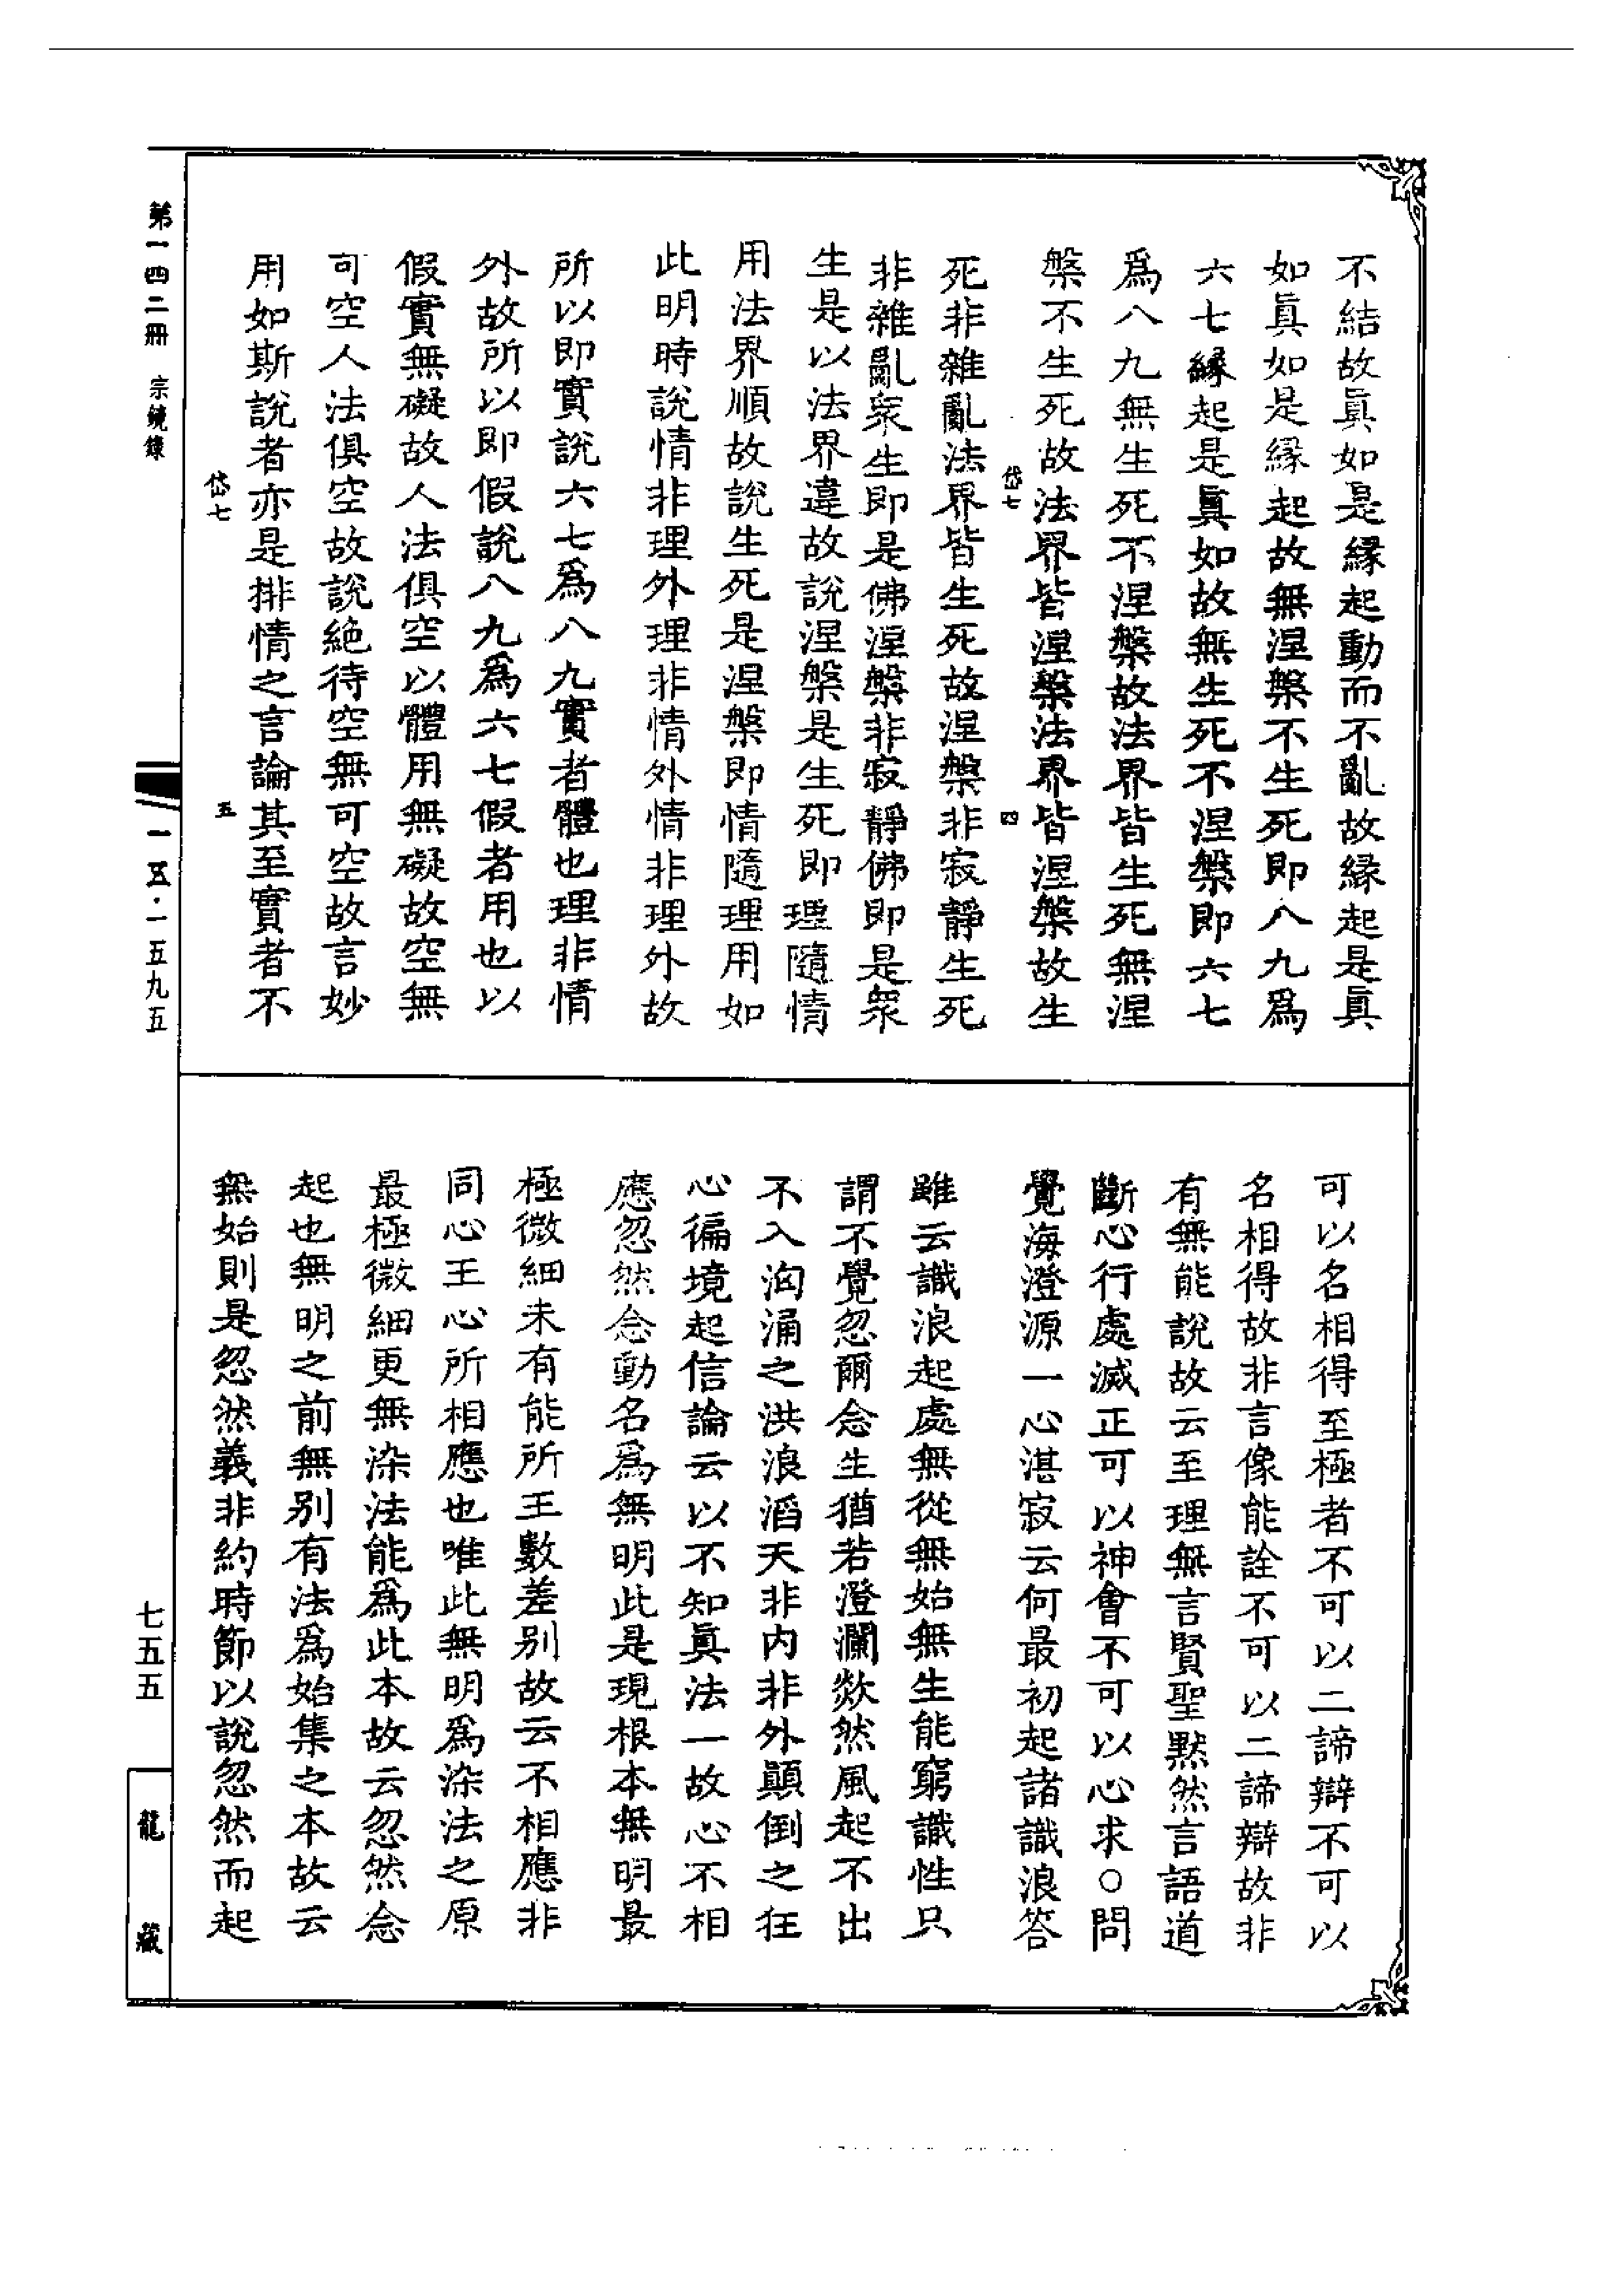 不結故眞如是緣起動而不亂故緣起是眞
如眞如是緣起故無涅槃不生死即八九爲
六七緣起是眞如故無生死不涅槃即六七
爲八九無生死不涅槃故法界皆生死無涅
槃不生死故法界皆涅槃法界皆涅槃故生
岱七
四
死非雜亂法界皆生死故涅槃非寂靜生死
非雜亂衆生即是佛涅槃非寂靜佛即是衆
生是以法界違故說涅槃是生死即理隨情
用法界順故說生死是涅槃即情隨理用如
此明時說情非理外理非情外情非理外故
所以即實說六七爲八九實者體也理非情
外故所以即假說八九爲六七假者用也以
假實無礙故人法俱空以體用無礙故空無
可空人法俱空故說絕待空無可空故言妙
用如斯說者亦是排情之言論其至實者不
岱七
五
可以名相得至極者不可以二諦辯不可以
名相得故非言像能詮不可以二諦辯故非
有無能說故云至理無言賢聖默然言語道
斷心行處滅正可以神會不可以心求○問
覺海澄源一心湛寂云何最初起諸識浪答
雖云識浪起處無從無始無生能窮識性只
謂不覺忽爾念生猶若澄瀾欻然風起不出
不入洶涌之洪浪滔天非內非外顚倒之狂
心徧境起信論云以不知眞法一故心不相
應忽然念動名爲無明此是現根本無明最
極微細未有能所王數差别故云不相應非
同心王心所相應也唯此無明爲染法之原
最極微細更無染法能爲此本故云忽然念
起也無明之前無别有法爲始集之本故云
無始則是忽然義非約時節以說忽然而起
第一四二冊 宗鏡錄
一五·一五九五
七五五
龍藏